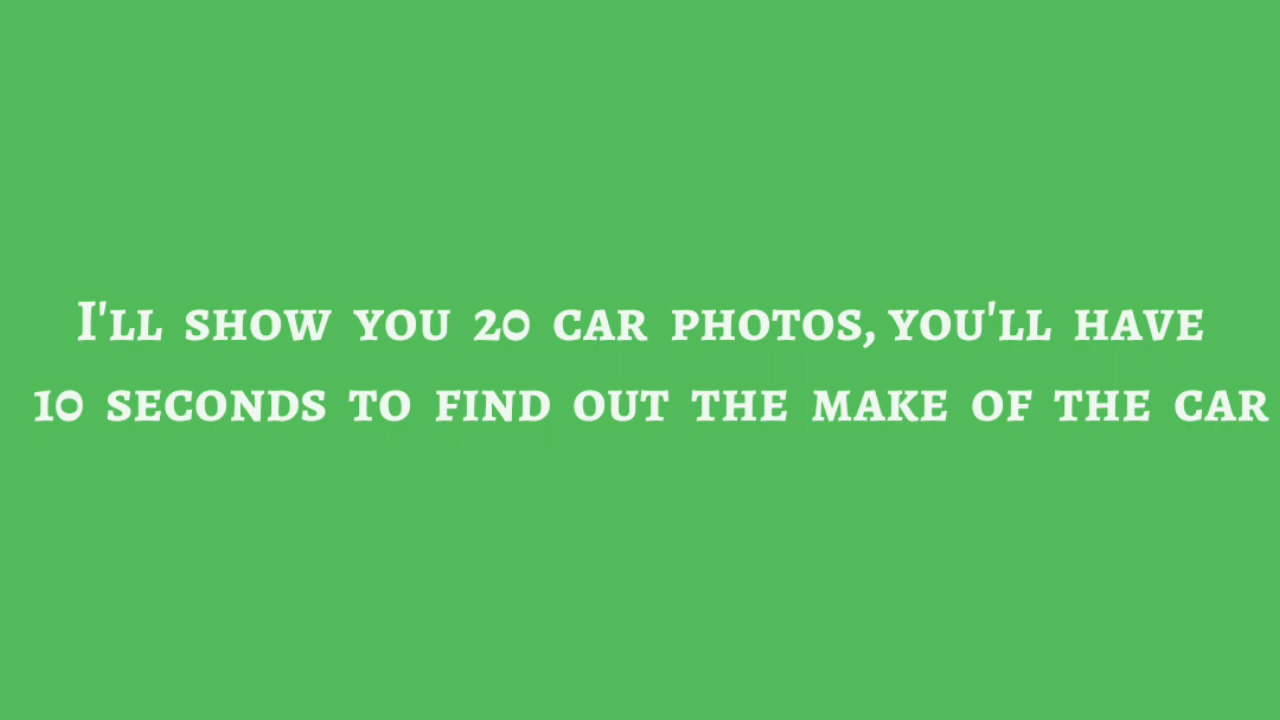 I'll show you 20 car photos, you'll have
10 seconds to find out the make of the car